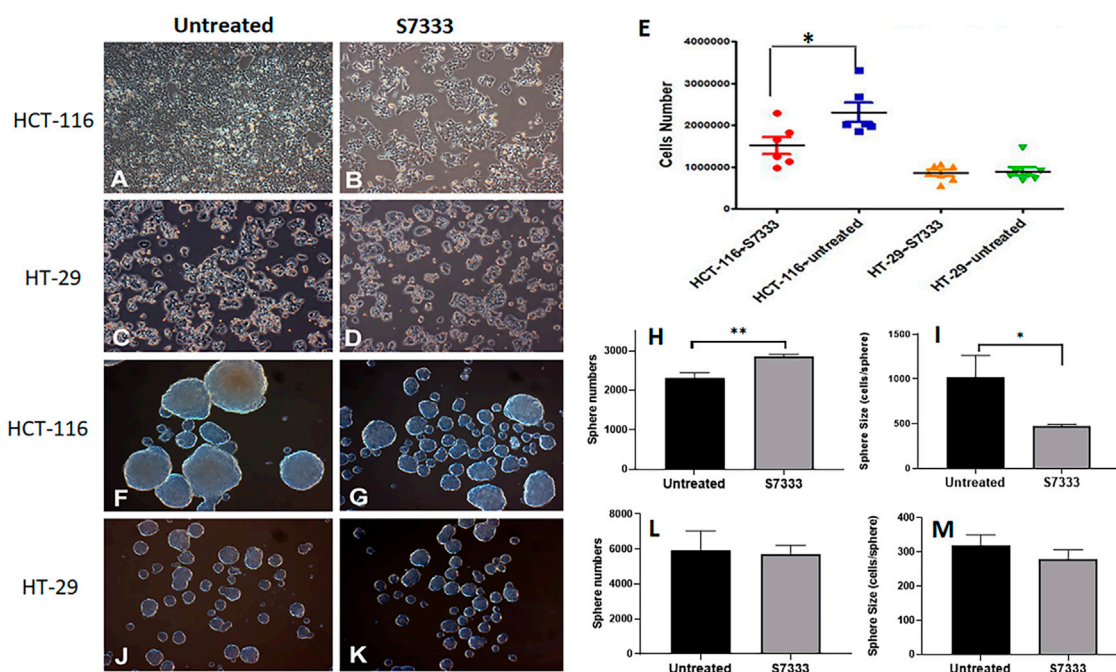 Untreated
S7333
HCT-116
A
B
HT-29
C
D
HCT-116
F
G
HT-29
J
K
E
*
Cells Number
4000000
3000000
2000000
1000000
0
HCT-116~S7333
HCT-116~untreated
HT-29~S7333
HT-29~untreated
H
**
Sphere numbers
3000
2000
1000
0
Untreated
S7333
I
*
Sphere Size (cells/sphere)
1500
1000
500
0
Untreated
S7333
L
Sphere numbers
8000
6000
4000
2000
0
Untreated
S7333
M
Sphere Size (cells/sphere)
400
300
200
100
0
Untreated
S7333